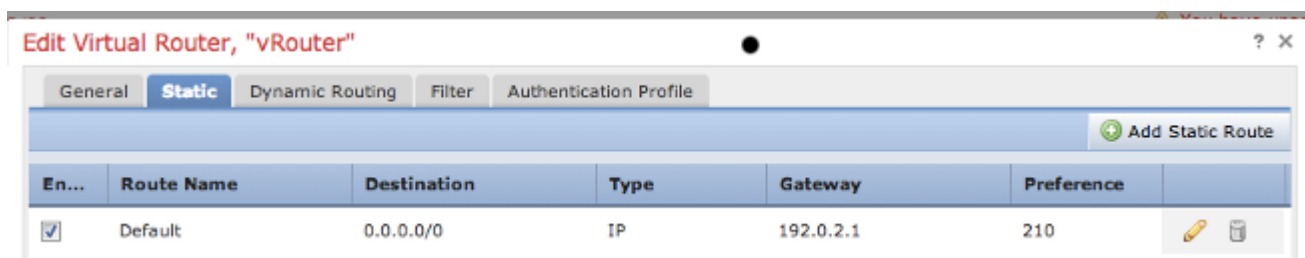 Edit Virtual Router, "vRouter" ? ×
General Static Dynamic Routing Filter Authentication Profile
Add Static Route
En... Route Name Destination Type Gateway Preference
Default 0.0.0.0/0 IP 192.0.2.1 210